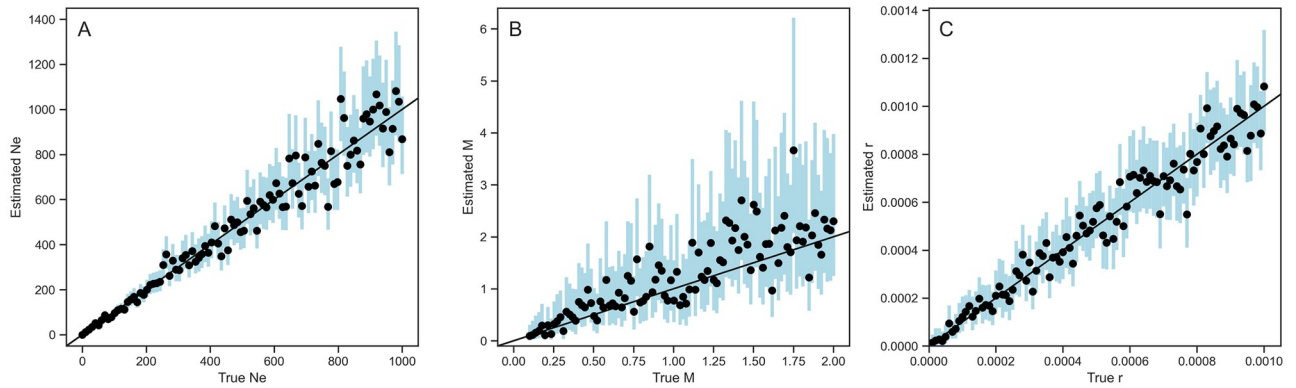 A
1400
1200
1000
800
600
400
200
0
Estimated Ne
0 200 400 600 800 1000
True Ne
B
6
5
4
3
2
1
0
Estimated M
0.00 0.25 0.50 0.75 1.00 1.25 1.50 1.75 2.00
True M
C
0.0014
0.0012
0.0010
0.0008
0.0006
0.0004
0.0002
0.0000
Estimated r
0.0000 0.0002 0.0004 0.0006 0.0008 0.0010
True r